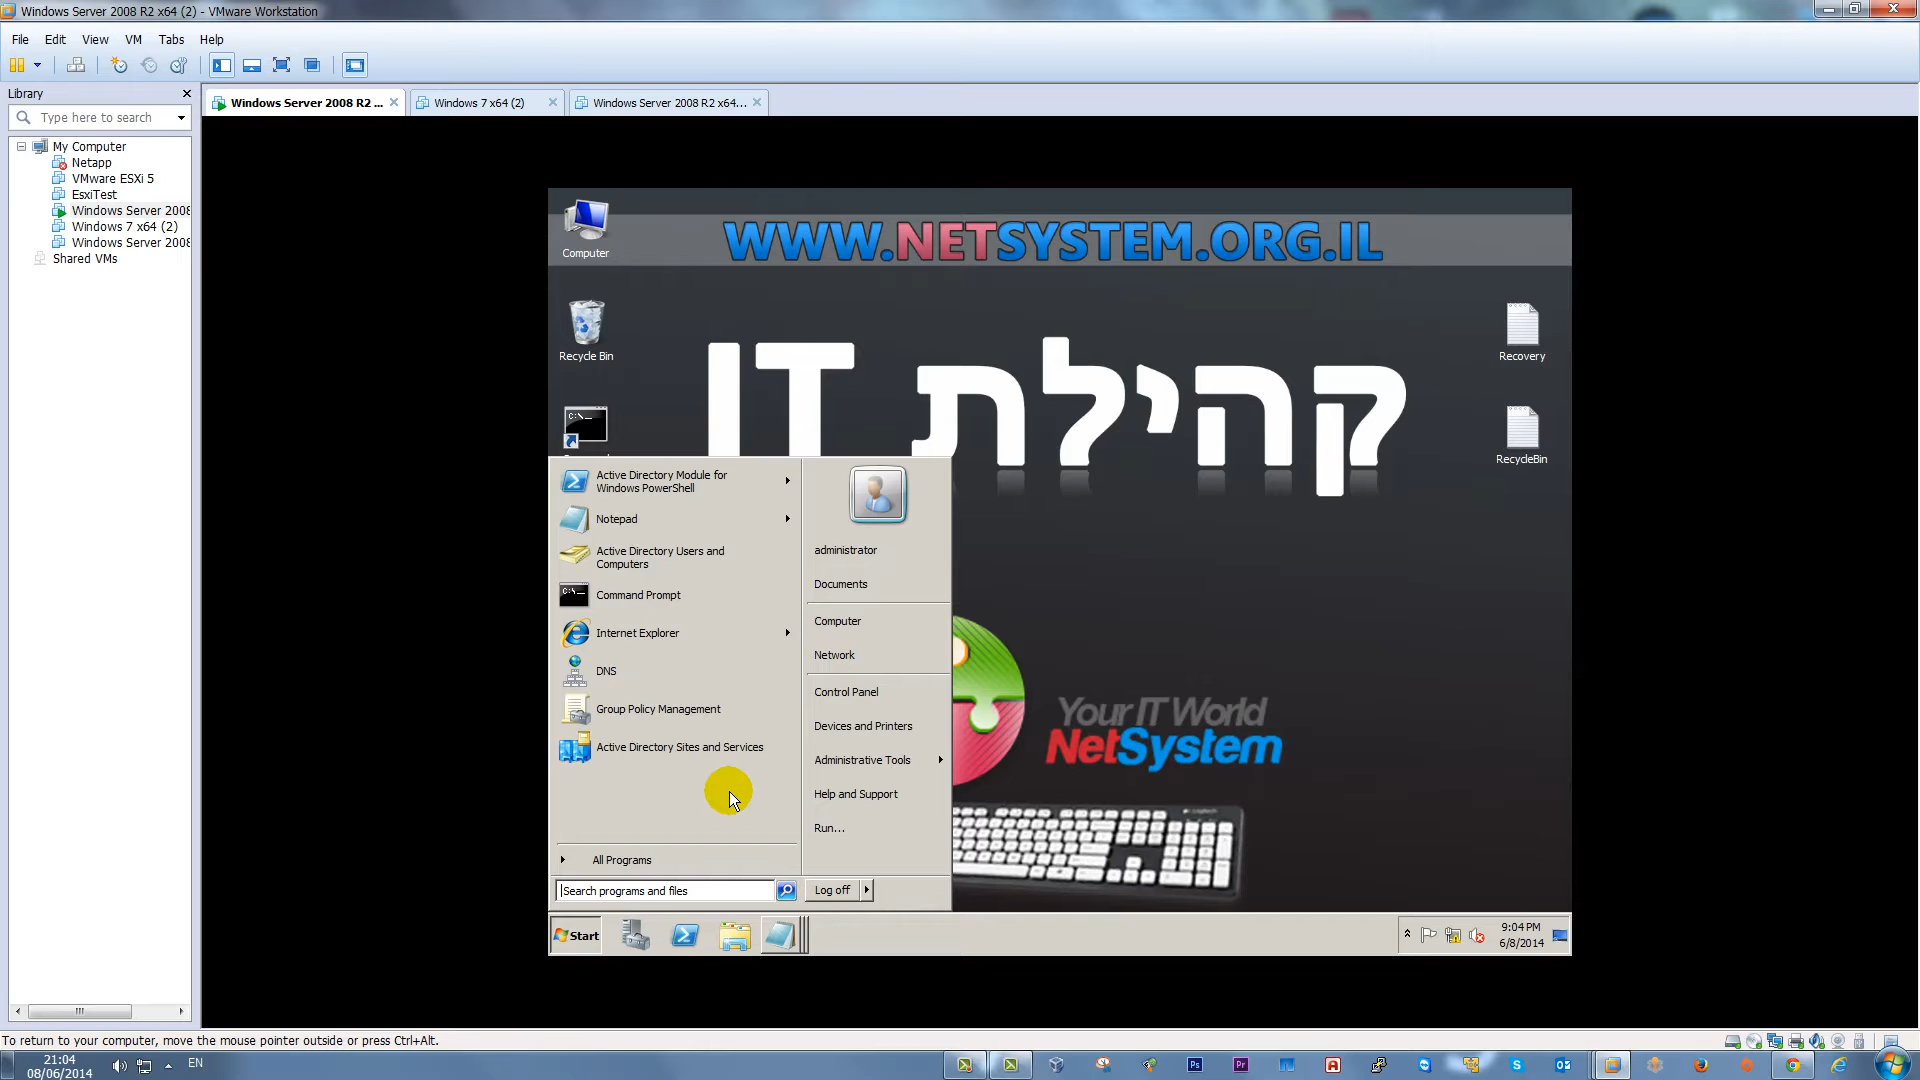 Windows Server 2008 R2 x64 (2) - VMware Workstation
File Edit View VM Tabs Help
Library
Type here to search
My Computer
Netapp
VMware ESXi 5
EsxiTest
Windows Server 2008
Windows 7 x64 (2)
Windows Server 2008
Shared VMs
Windows Server 2008 R2 ...
Windows 7 x64 (2)
Windows Server 2008 R2 x64...
WWW.NETSYSTEM.ORG.IL
Computer
Recycle Bin
C:\
קהילת IT
Recovery
RecycleBin
Active Directory Module for
Windows PowerShell
Notepad
Active Directory Users and
Computers
Command Prompt
Internet Explorer
DNS
Group Policy Management
Active Directory Sites and Services
All Programs
Search programs and files
administrator
Documents
Computer
Network
Control Panel
Devices and Printers
Administrative Tools
Help and Support
Run...
Log off
Your IT World
NetSystem
Start
9:04 PM
6/8/2014
To return to your computer, move the mouse pointer outside or press Ctrl+Alt.
21:04
08/06/2014
EN
Ps
Pr